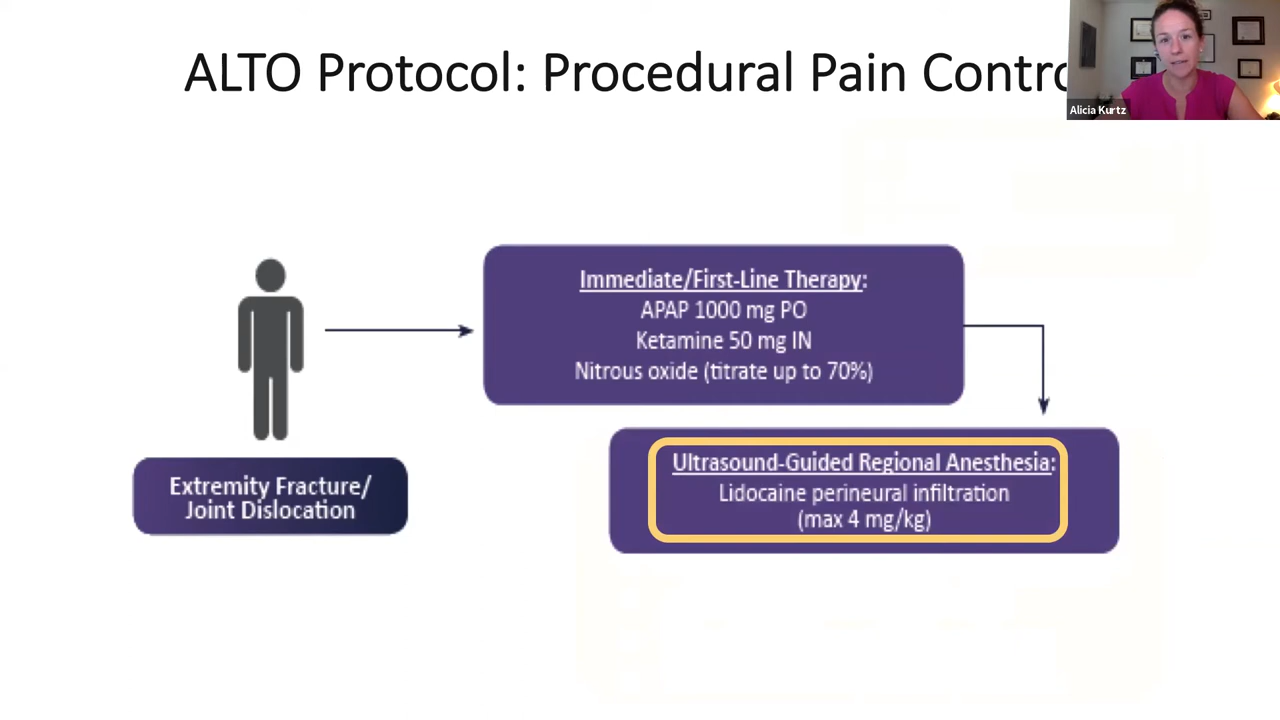 ALTO Protocol: Procedural Pain Contro
Alicia Kurtz
Immediate/First-Line Therapy:
APAP 1000 mg PO
Ketamine 50 mg IN
Nitrous oxide (titrate up to 70%)
Extremity Fracture/
Joint Dislocation
Ultrasound-Guided Regional Anesthesia:
Lidocaine perineural infiltration
(max 4 mg/kg)